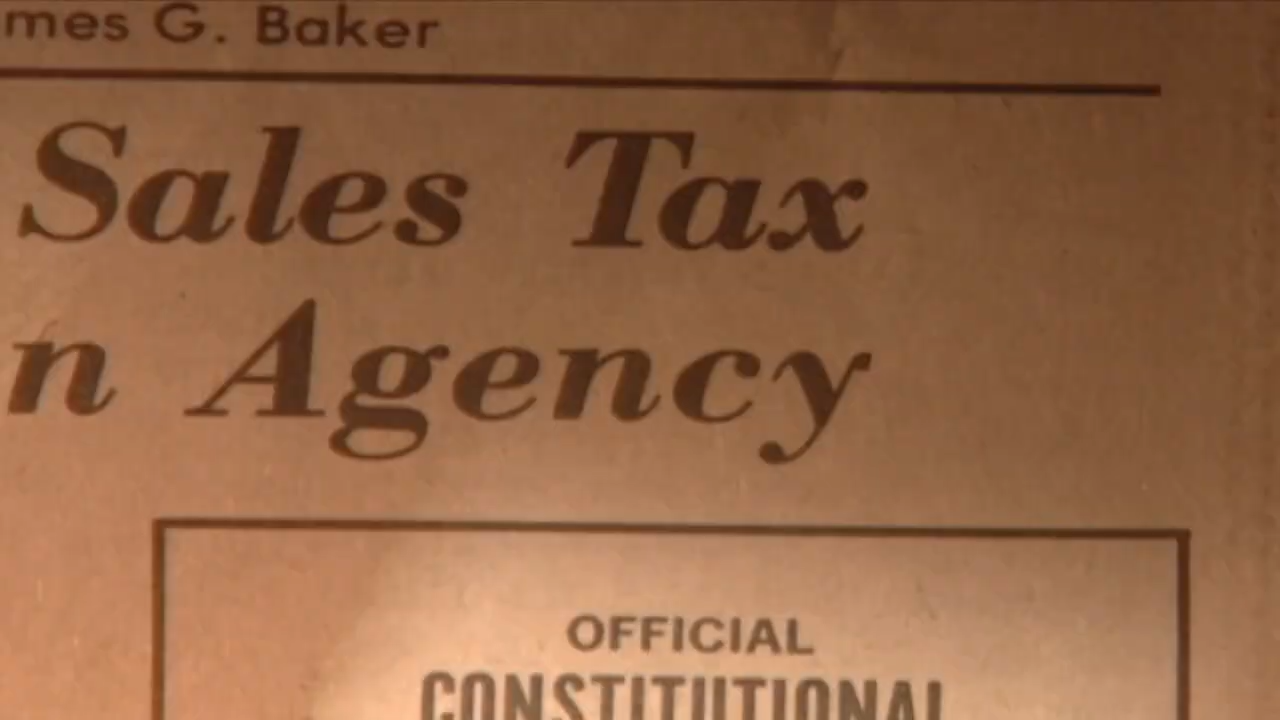 mes G. Baker
Sales Tax
n Agency
OFFICIAL
CONSTITUTIONAL